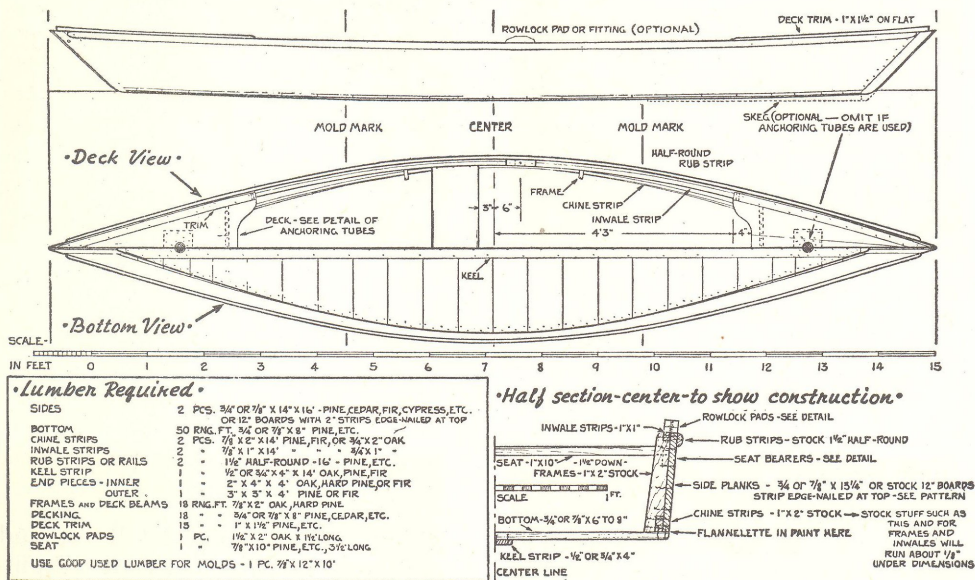 DECK TRIM - 1"X1½" ON FLAT
ROWLOCK PAD OR FITTING (OPTIONAL)
SKEG (OPTIONAL — OMIT IF
ANCHORING TUBES ARE USED)
MOLD MARK
CENTER
MOLD MARK
•Deck View•
HALF-ROUND
RUB STRIP
FRAME
CHINE STRIP
INWALE STRIP
3" 6"
TRIM
DECK - SEE DETAIL OF
ANCHORING TUBES
4'3" 4"
KEEL
•Bottom View•
SCALE-
IN FEET 0 1 2 3 4 5 6 7 8 9 10 11 12 13 14 15
•Lumber Required•
SIDES 2 PCS. ¾" OR ⅞" X 14" X 16' - PINE, CEDAR, FIR, CYPRESS, ETC.
OR 12" BOARDS WITH 2" STRIPS EDGE-NAILED AT TOP
BOTTOM 50 RNG. FT. ¾" OR ⅞" X 8" PINE, ETC.
CHINE STRIPS 2 PCS. ⅞" X 2" X 14' PINE, FIR, OR ¾" X 2" OAK
INWALE STRIPS 2 " ⅞" X 1" X 14' " " " ¾" X 1" "
RUB STRIPS OR RAILS 2 " 1½" HALF-ROUND - 16' - PINE, ETC.
KEEL STRIP 1 " ½" OR ¾" X 4" X 14' OAK, PINE, FIR
END PIECES - INNER 1 " 2" X 4" X 4' OAK, HARD PINE, OR FIR
OUTER 1 " 3" X 3" X 4' PINE OR FIR
FRAMES AND DECK BEAMS 18 RNG. FT. ⅞" X 2" OAK, HARD PINE
DECKING 18 " ¾" OR ⅞" X 8" PINE, CEDAR, ETC.
DECK TRIM 15 " 1" X 1½" PINE, ETC.
ROWLOCK PADS 1 PC. 1½" X 2" OAK X 1½' LONG
SEAT 1 " ⅞" X 10" PINE, ETC., 3½' LONG
USE GOOD USED LUMBER FOR MOLDS - 1 PC. ⅞" X 12" X 10'
•Half section-center-to show construction•
ROWLOCK PADS - SEE DETAIL
INWALE STRIPS - 1" X 1"
RUB STRIPS - STOCK 1½" HALF-ROUND
SEAT - 1" X 10" -1½" DOWN-
SEAT BEARERS - SEE DETAIL
FRAMES - 1" X 2" STOCK
SCALE 1 FT.
SIDE PLANKS - ¾ OR ⅞" X 13¼" OR STOCK 12" BOARDS
STRIP EDGE-NAILED AT TOP - SEE PATTERN
CHINE STRIPS - 1" X 2" STOCK → STOCK STUFF SUCH AS
THIS AND FOR
FRAMES AND
INWALES WILL
RUN ABOUT ⅛"
UNDER DIMENSIONS
BOTTOM - ¾" OR ⅞" X 6" TO 8"
FLANNELETTE IN PAINT HERE
KEEL STRIP - ½" OR ¾" X 4"
CENTER LINE